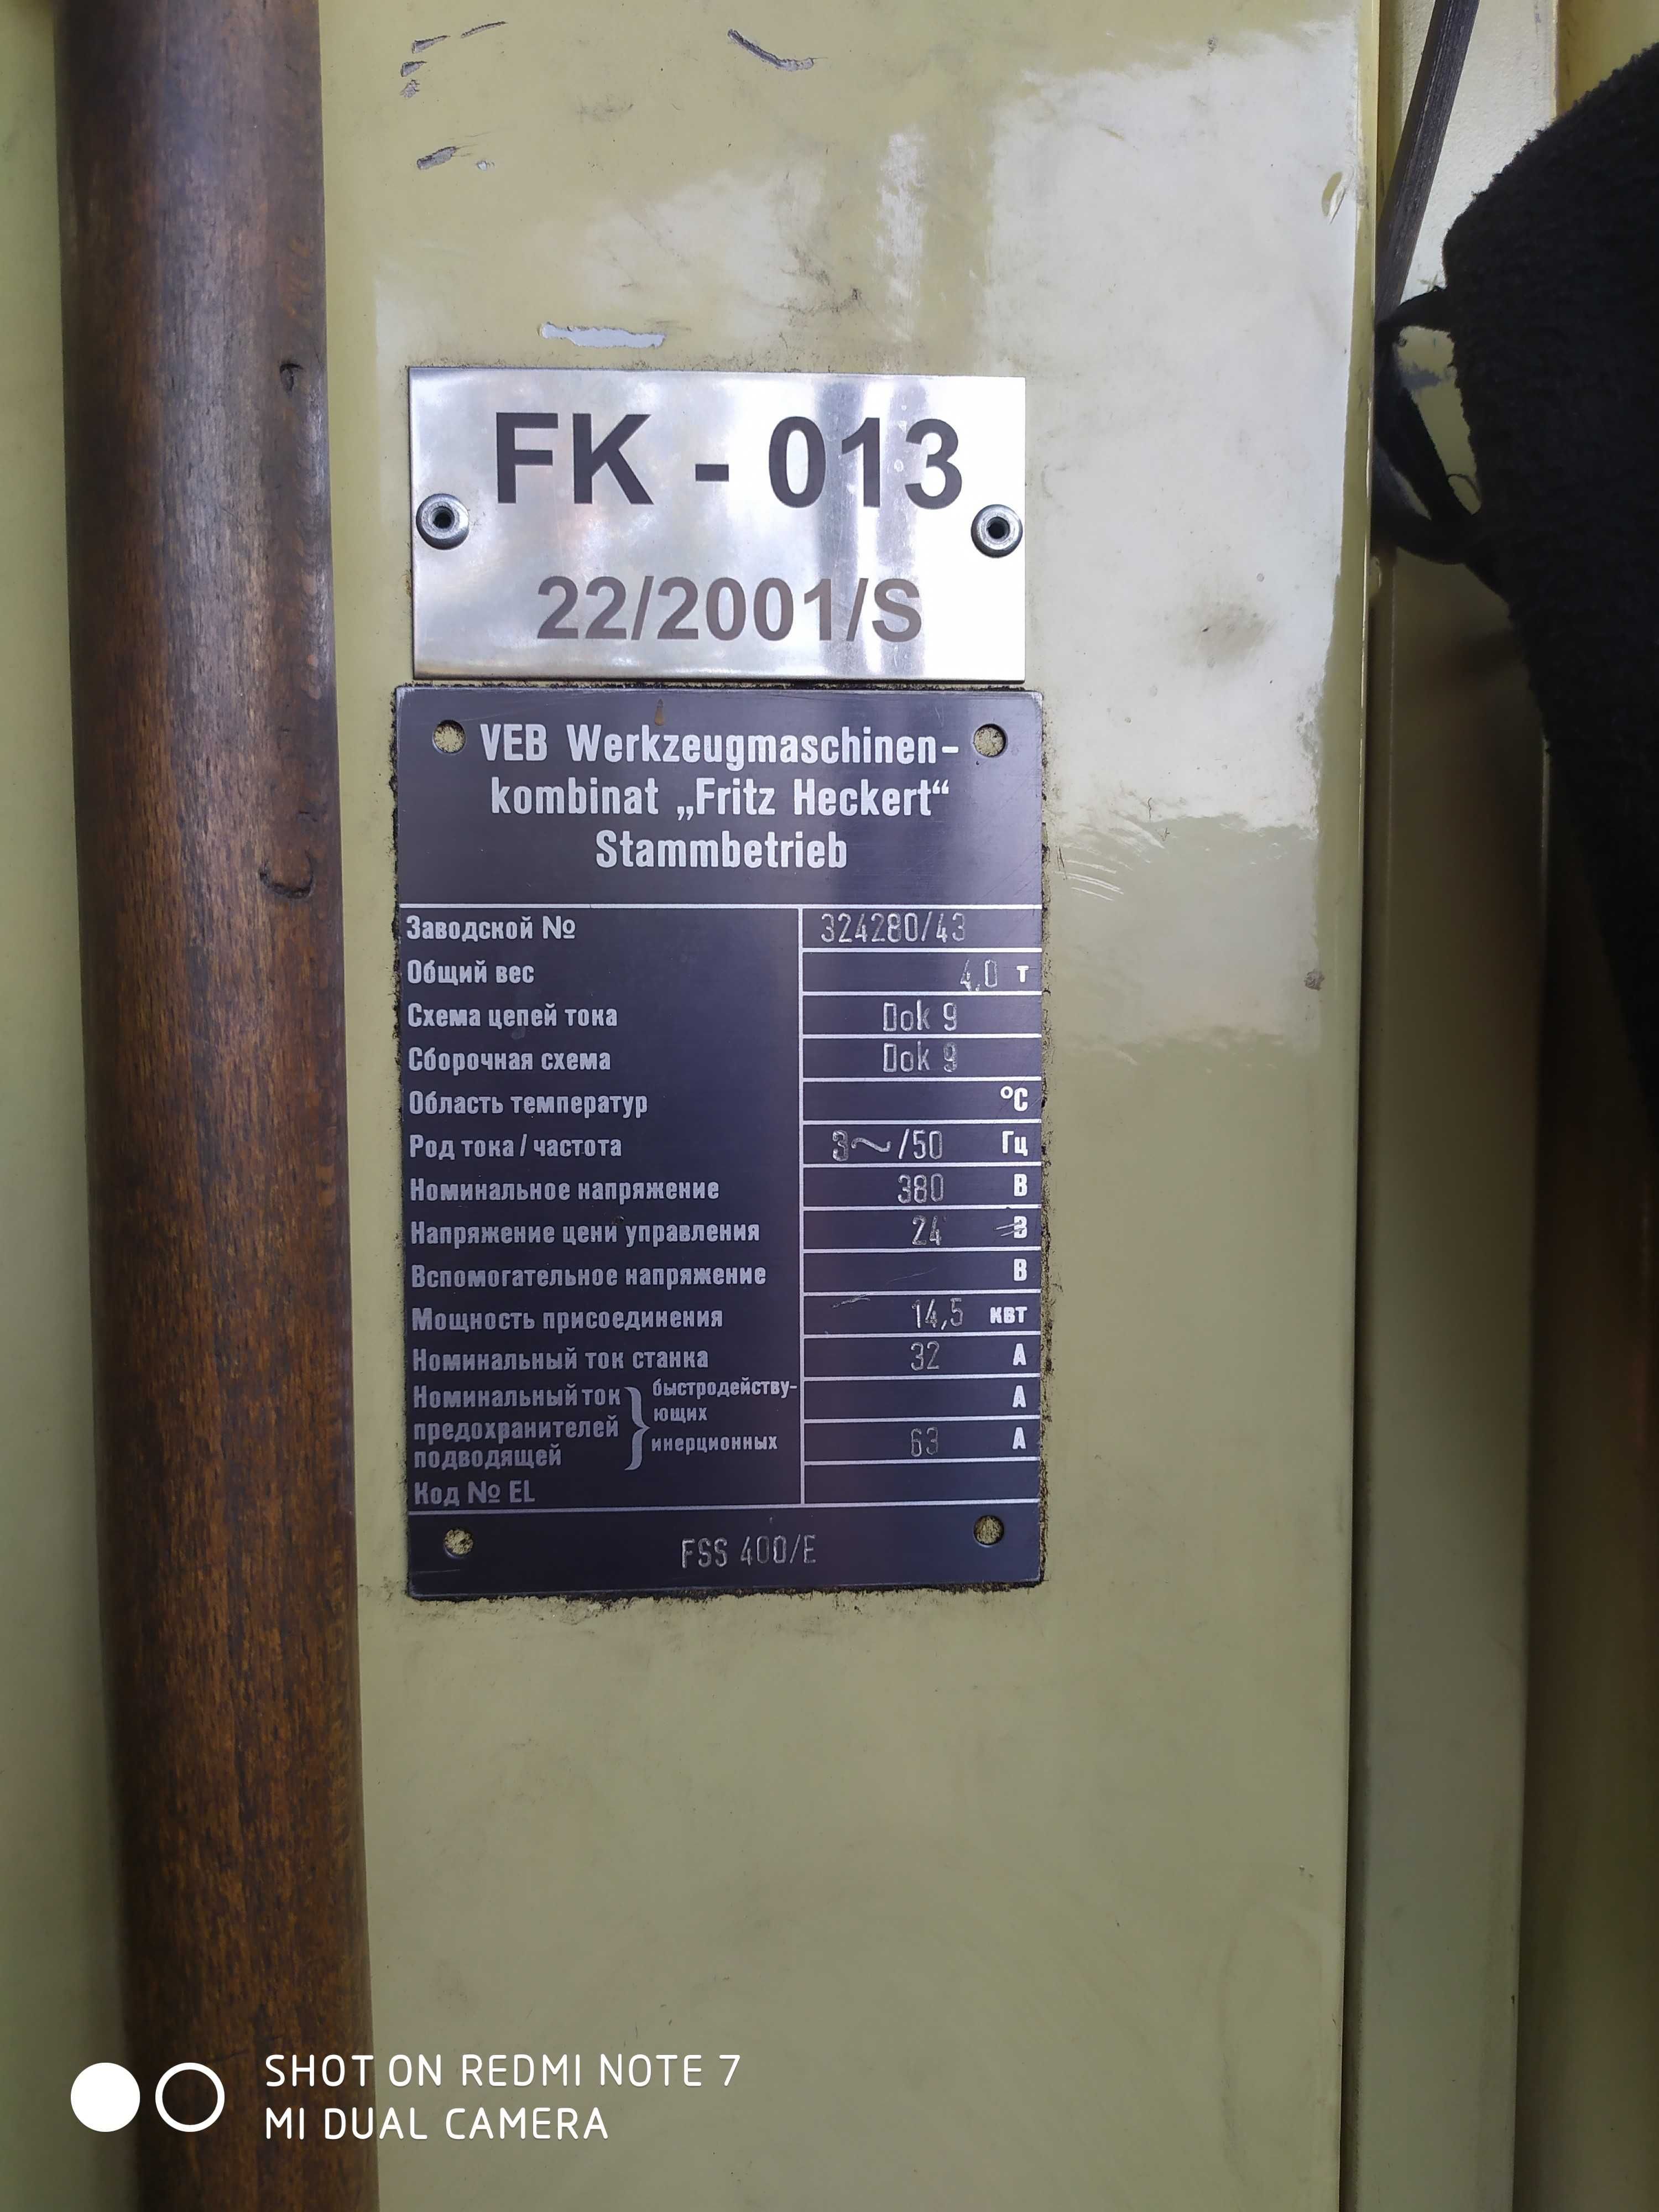 FK - 013
22/2001/S
VEB Werkzeugmaschinen-
kombinat „Fritz Heckert“
Stammbetrieb
Заводской № 324280/43
Общий вес 4,0 т
Схема цепей тока Dok 9
Сборочная схема Dok 9
Область температур °C
Род тока / частота 3~/50 Гц
Номинальное напряжение 380 В
Напряжение цени управления 24 В
Вспомогательное напряжение В
Мощность присоединения 14,5 квт
Номинальный ток станка 32 А
Номинальный ток предохранителей подводящей } быстродейству-ющих А
инерционных 63 А
Код № EL
FSS 400/E
SHOT ON REDMI NOTE 7
MI DUAL CAMERA